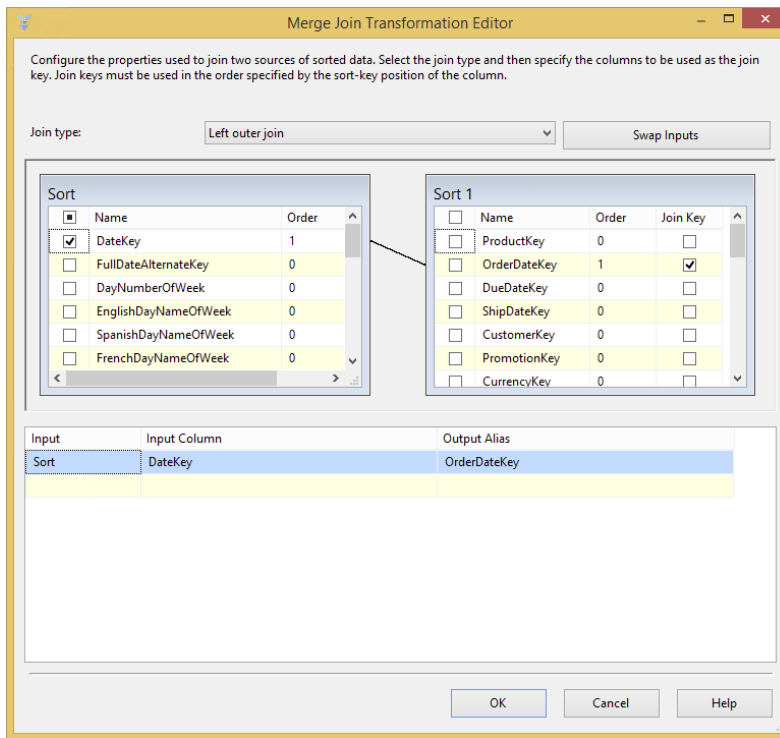 Merge Join Transformation Editor
Configure the properties used to join two sources of sorted data. Select the join type and then specify the columns to be used as the join
key. Join keys must be used in the order specified by the sort-key position of the column.
Join type: Left outer join Swap Inputs
Sort
Name Order
DateKey 1
FullDateAlternateKey 0
DayNumberOfWeek 0
EnglishDayNameOfWeek 0
SpanishDayNameOfWeek 0
FrenchDayNameOfWeek 0
Sort 1
Name Order Join Key
ProductKey 0
OrderDateKey 1
DueDateKey 0
ShipDateKey 0
CustomerKey 0
PromotionKey 0
CurrencyKey 0
Input Input Column Output Alias
Sort DateKey OrderDateKey
OK Cancel Help